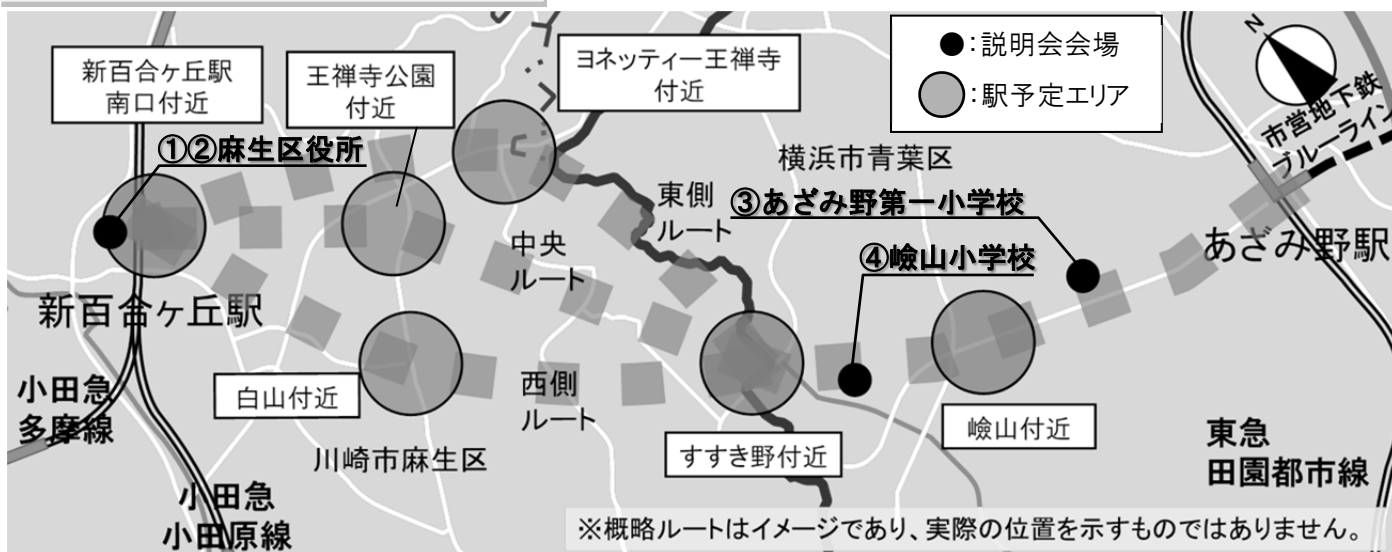 新百合ヶ丘駅
南口付近
王禅寺公園
付近
ヨネッティー王禅寺
付近
●:説明会会場
:駅予定エリア
N
市営地下鉄
ブルーライン
①②麻生区役所
横浜市青葉区
東側
ルート
③あざみ野第一小学校
中央
ルート
④嶮山小学校
あざみ野駅
新百合ヶ丘駅
小田急
多摩線
白山付近
西側
ルート
川崎市麻生区
すすき野付近
嶮山付近
東急
田園都市線
小田急
小田原線
※概略ルートはイメージであり、実際の位置を示すものではありません。